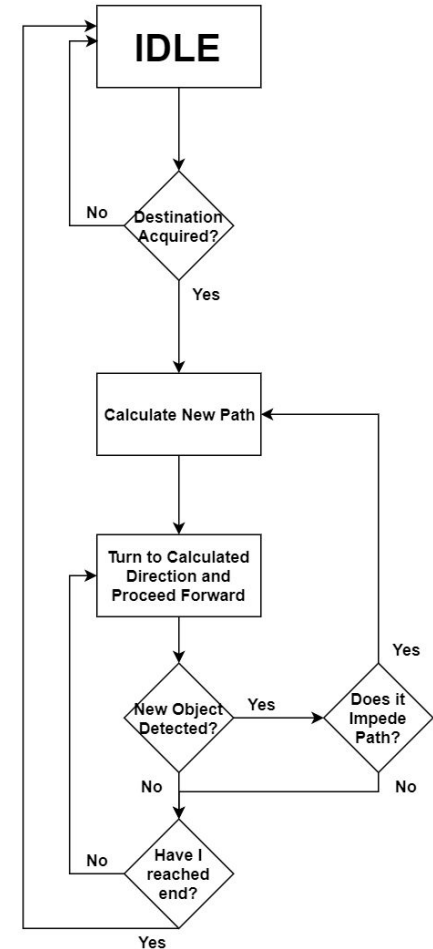 IDLE
No
Destination
Acquired?
Yes
Calculate New Path
Turn to Calculated
Direction and
Proceed Forward
Yes
New Object
Detected?
Yes
Does it
Impede
Path?
No
No
No
Have I
reached
end?
Yes